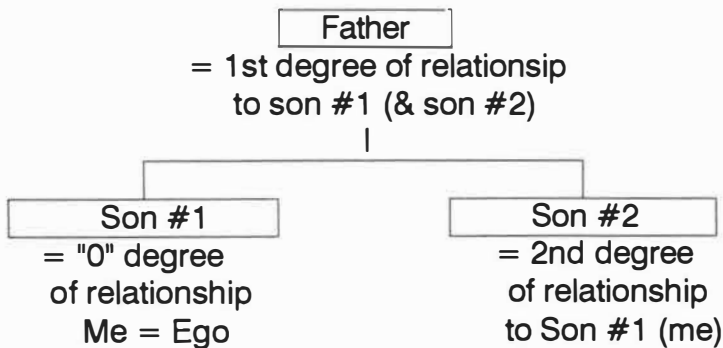 Father
= 1st degree of relationsip
to son #1 (& son #2)
Son #1
= "0" degree
of relationship
Me = Ego
Son #2
= 2nd degree
of relationship
to Son #1 (me)